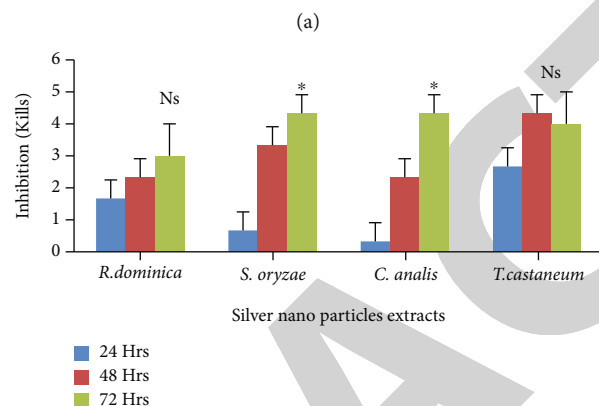 (a)
6
5
4
3
2
1
0
Inhibition (Kills)
Ns
*
*
Ns
R.dominica
S. oryzae
C. analis
T.castaneum
Silver nano particles extracts
24 Hrs
48 Hrs
72 Hrs